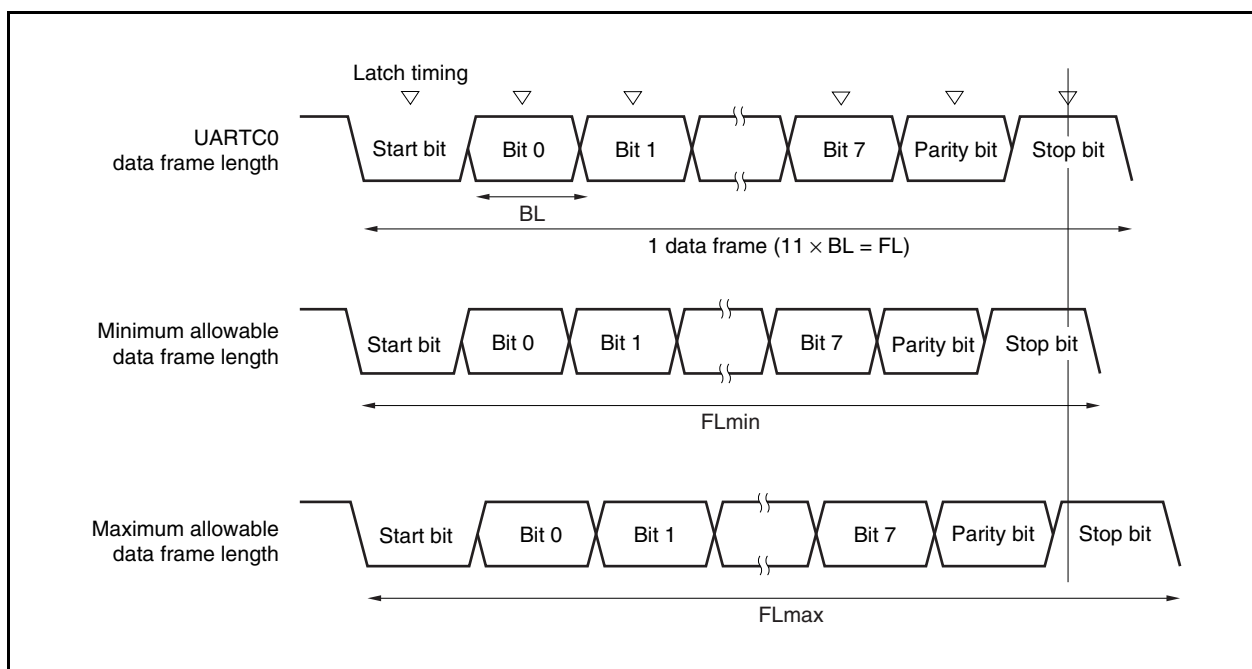 Latch timing
UARTC0
data frame length
Start bit
Bit 0
Bit 1
Bit 7
Parity bit
Stop bit
BL
1 data frame (11 × BL = FL)
Minimum allowable
data frame length
Start bit
Bit 0
Bit 1
Bit 7
Parity bit
Stop bit
FLmin
Maximum allowable
data frame length
Start bit
Bit 0
Bit 1
Bit 7
Parity bit
Stop bit
FLmax